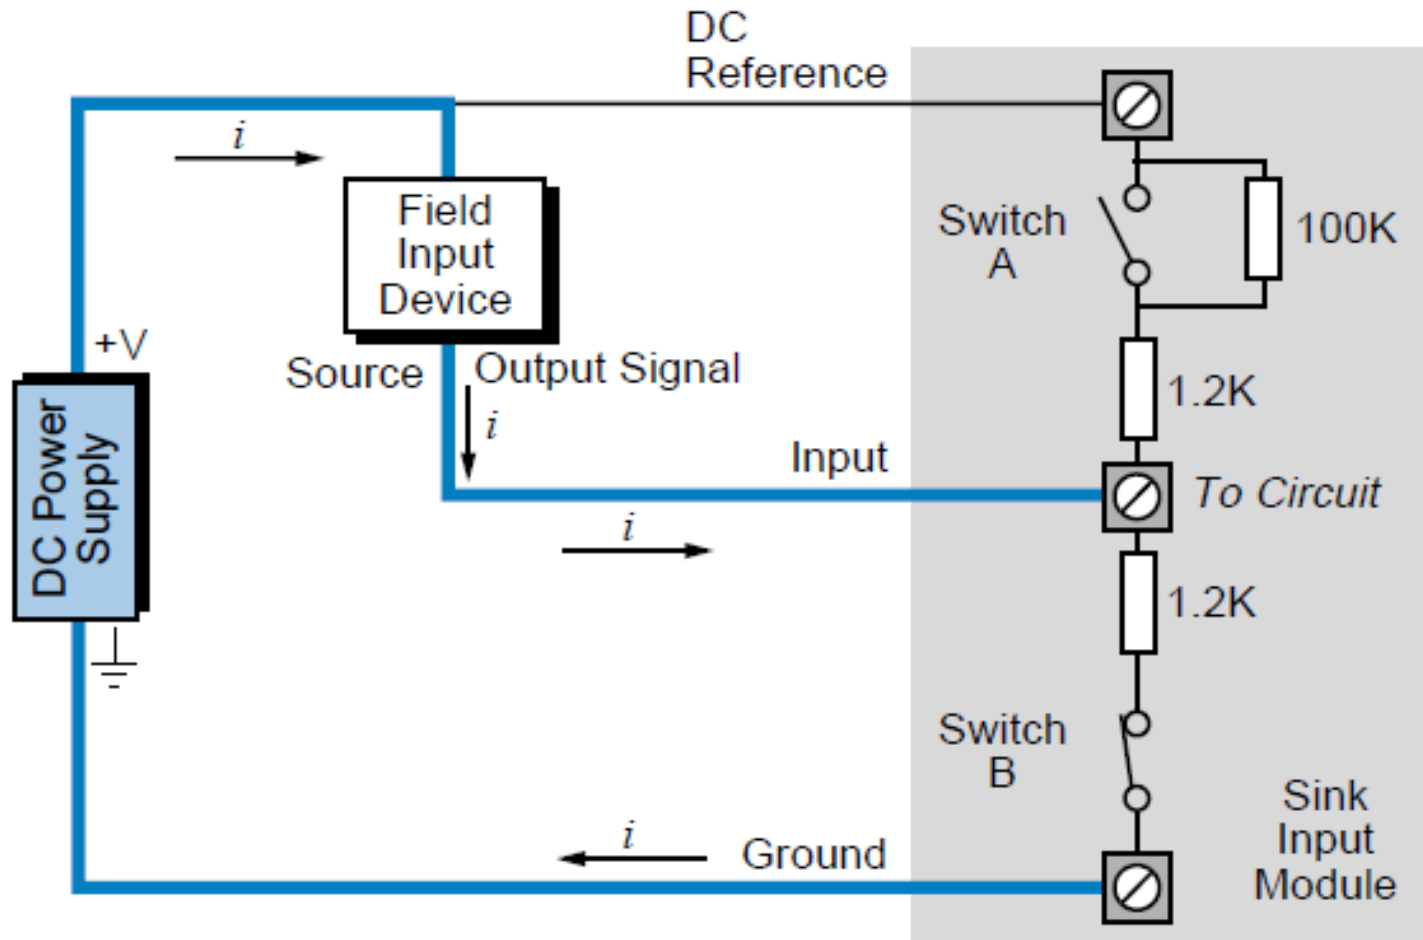 DC
Reference
i
Field
Input
Device
Switch
A
100K
+V
Source
Output Signal
i
1.2K
DC Power
Supply
Input
To Circuit
i
1.2K
Switch
B
Sink
Input
Module
i
Ground